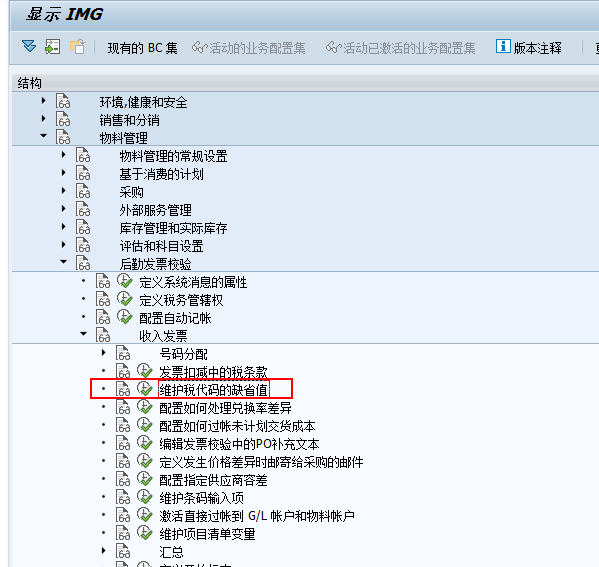 显示 IMG
现有的 BC 集 活动的业务配置集 活动已激活的业务配置集 版本注释
结构
环境,健康和安全
销售和分销
物料管理
物料管理的常规设置
基于消费的计划
采购
外部服务管理
库存管理和实际库存
评估和科目设置
后勤发票校验
定义系统消息的属性
定义税务管辖权
配置自动记帐
收入发票
号码分配
发票扣减中的税条款
维护税代码的缺省值
配置如何处理兑换率差异
配置如何过帐未计划交货成本
编辑发票校验中的PO补充文本
定义发生价格差异时邮寄给采购的邮件
配置指定供应商容差
维护条码输入项
激活直接过帐到 G/L 帐户和物料帐户
维护项目清单变量
汇总